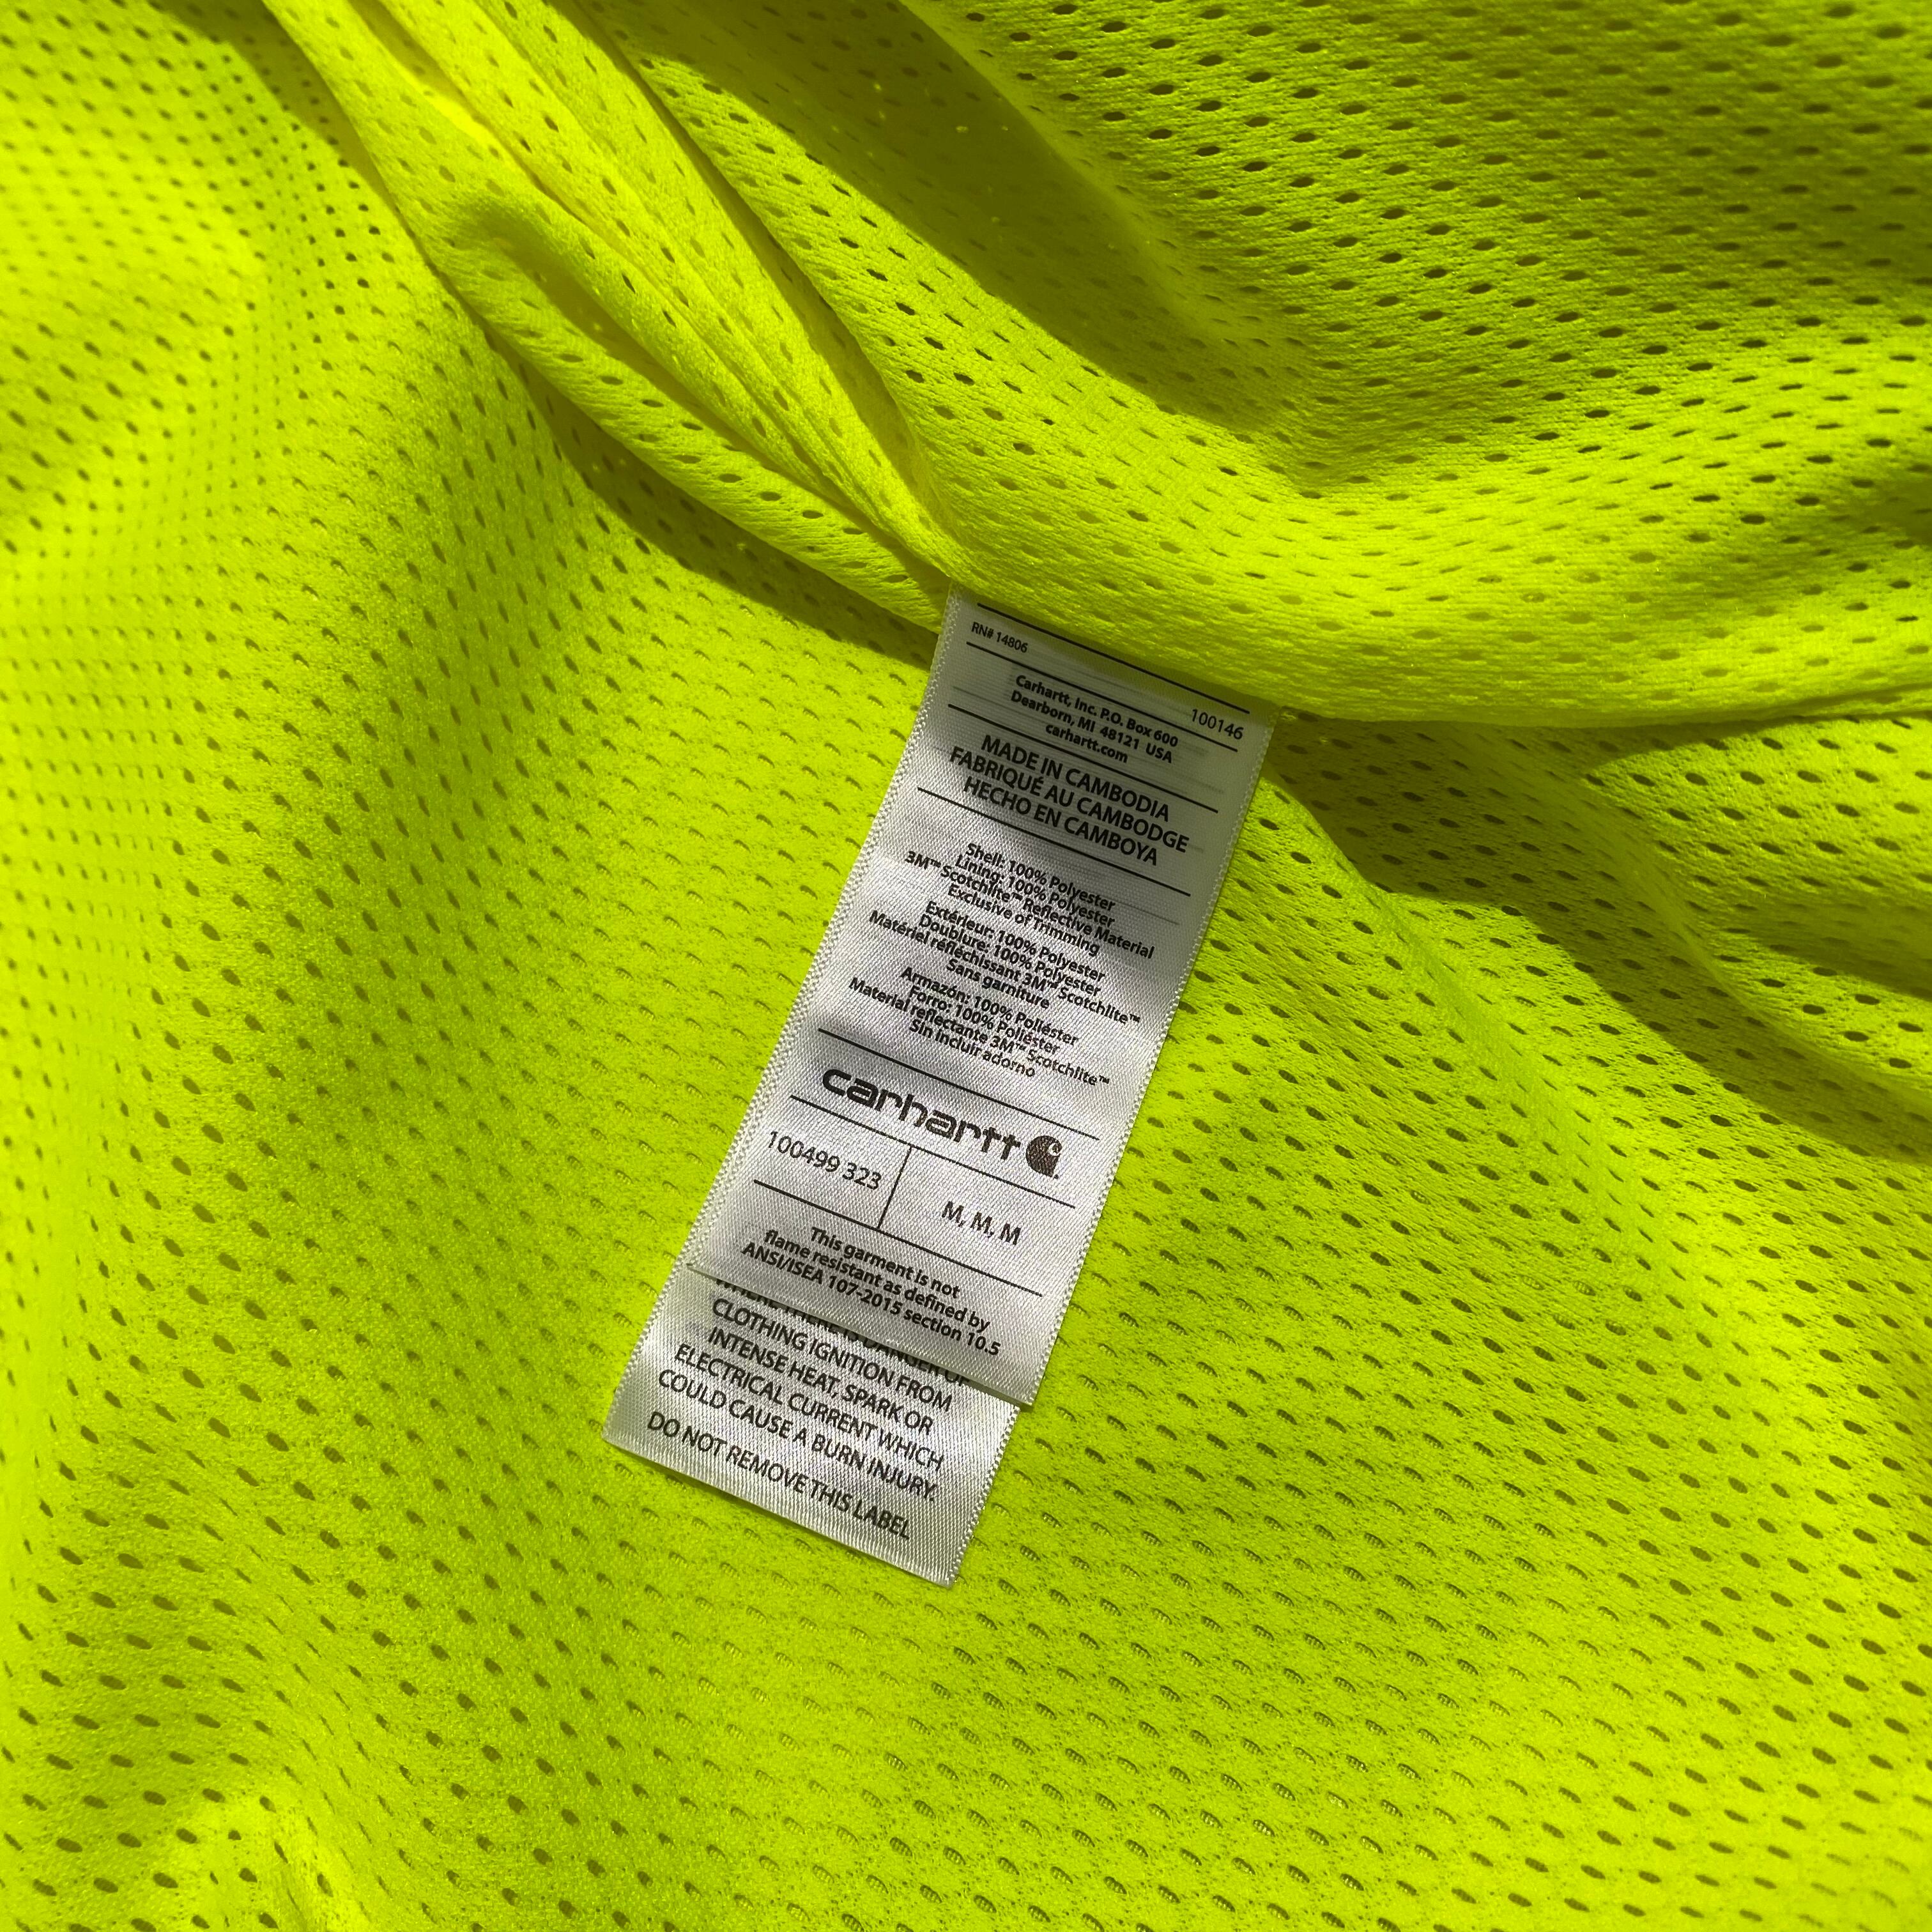 RN# 14806
100146
Carhartt, Inc. P.O. Box 600
Dearborn, MI 48121 USA
carhartt.com
MADE IN CAMBODIA
FABRIQUÉ AU CAMBODGE
HECHO EN CAMBOYA
Shell: 100% Polyester
Lining: 100% Polyester
3M™ Scotchlite™ Reflective Material
Exclusive of Trimming
Extérieur: 100% Polyester
Doublure: 100% Polyester
Matériel réfléchissant 3M™ Scotchlite™
Sans garniture
Armazón: 100% Poliéster
Forro: 100% Poliéster
Material reflectante 3M™ Scotchlite™
Sin incluir adorno
carhartt
100499 323
M, M, M
This garment is not
flame resistant as defined by
ANSI/ISEA 107-2015 section 10.5
WHERE THERE IS DANGER OF
CLOTHING IGNITION FROM
INTENSE HEAT, SPARK OR
ELECTRICAL CURRENT WHICH
COULD CAUSE A BURN INJURY.
DO NOT REMOVE THIS LABEL